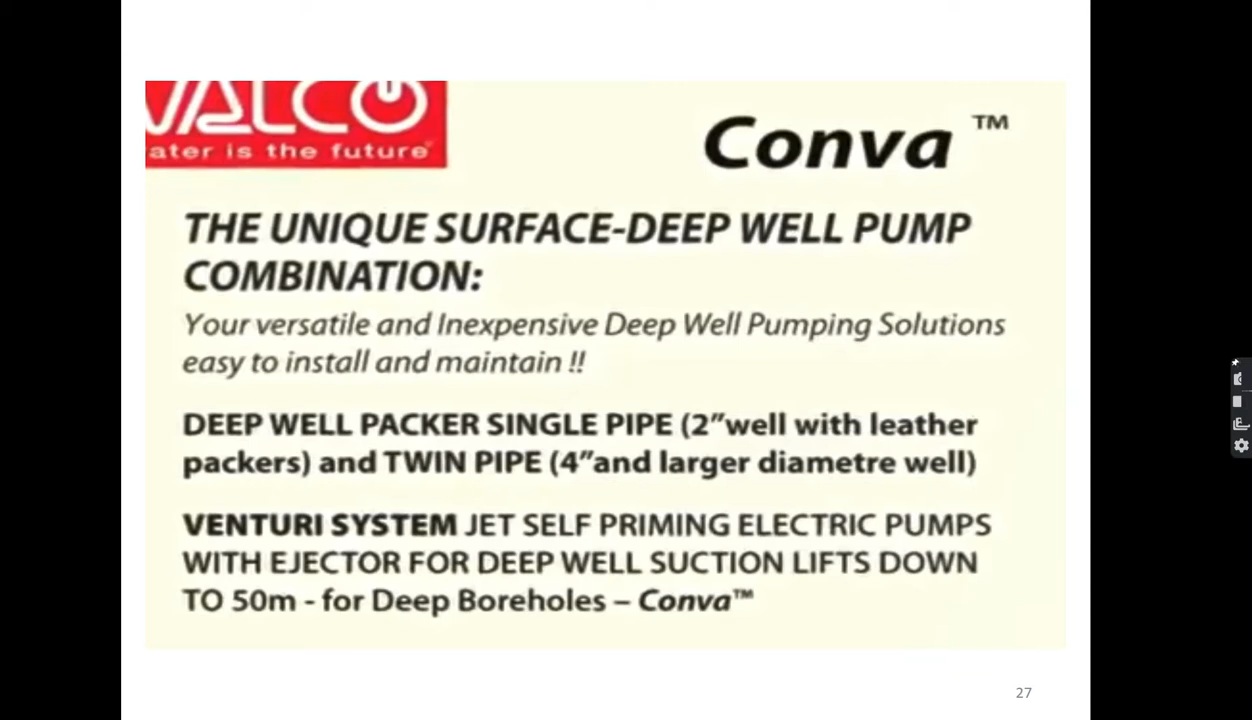 VALCO
ater is the future
Conva ™
THE UNIQUE SURFACE-DEEP WELL PUMP
COMBINATION:
Your versatile and Inexpensive Deep Well Pumping Solutions
easy to install and maintain !!
DEEP WELL PACKER SINGLE PIPE (2"well with leather
packers) and TWIN PIPE (4"and larger diametre well)
VENTURI SYSTEM JET SELF PRIMING ELECTRIC PUMPS
WITH EJECTOR FOR DEEP WELL SUCTION LIFTS DOWN
TO 50m - for Deep Boreholes – Conva™
27